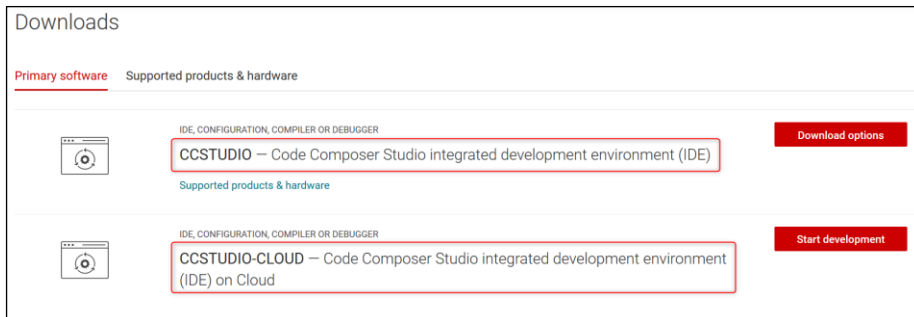 Downloads
Primary software Supported products & hardware
IDE, CONFIGURATION, COMPILER OR DEBUGGER
CCSTUDIO — Code Composer Studio integrated development environment (IDE)
Download options
Supported products & hardware
IDE, CONFIGURATION, COMPILER OR DEBUGGER
CCSTUDIO-CLOUD — Code Composer Studio integrated development environment
(IDE) on Cloud
Start development